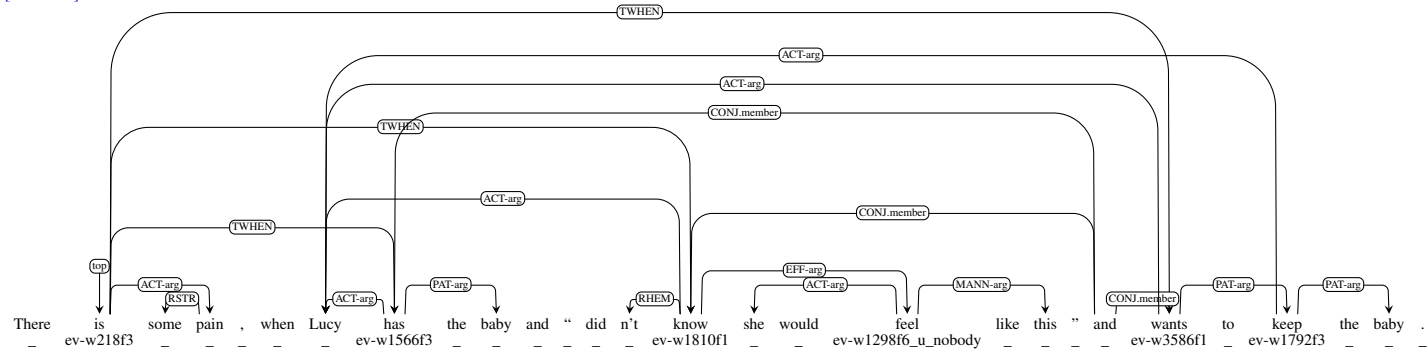 TWHEN
ACT-arg
ACT-arg
CONJ.member
TWHEN
ACT-arg
CONJ.member
TWHEN
top
EFF-arg
ACT-arg
PAT-arg
ACT-arg
MANN-arg
PAT-arg
PAT-arg
RSTR
ACT-arg
RHEM
CONJ.member
There is some pain , when Lucy has the baby and “ did n't know she would feel like this ” and wants to keep the baby .
_ ev-w218f3 _ _ _ _ _ ev-w1566f3 _ _ _ _ _ _ ev-w1810f1 _ _ ev-w1298f6_u_nobody _ _ _ _ ev-w3586f1 _ ev-w1792f3 _ _ _